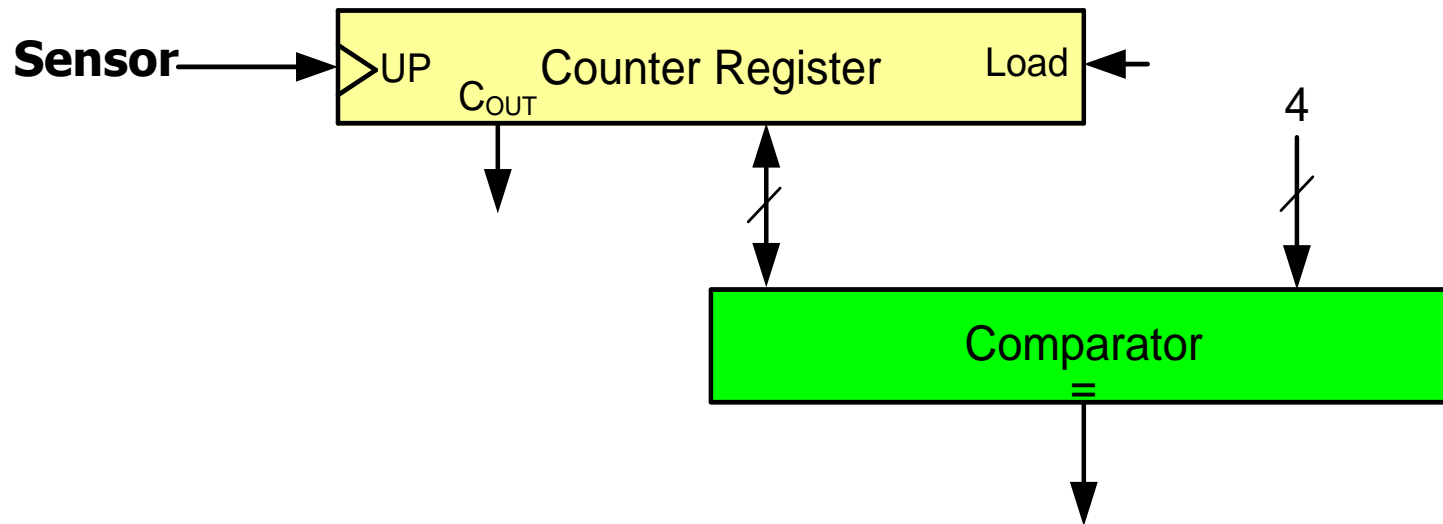 Sensor
UP
Counter Register
Load
COUT
4
Comparator
=